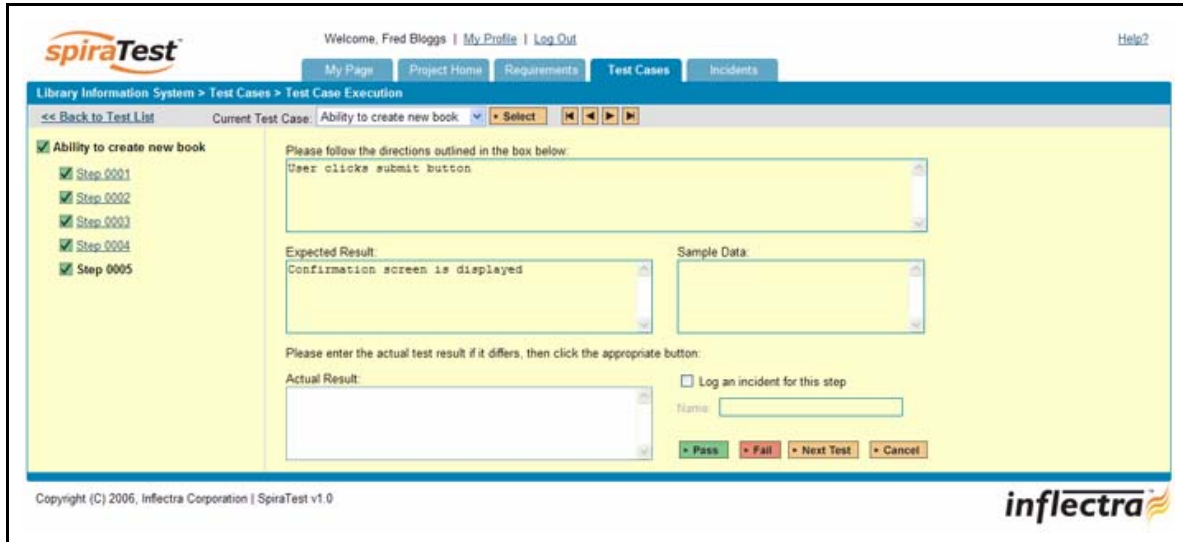 spiraTest
Welcome, Fred Bloggs | My Profile | Log Out
Help?
My Page
Project Home
Requirements
Test Cases
Incidents
Library Information System > Test Cases > Test Case Execution
<< Back to Test List
Current Test Case: Ability to create new book
Select
Ability to create new book
Step 0001
Step 0002
Step 0003
Step 0004
Step 0005
Please follow the directions outlined in the box below:
User clicks submit button
Expected Result:
Confirmation screen is displayed
Sample Data:
Please enter the actual test result if it differs, then click the appropriate button:
Actual Result:
Log an incident for this step
Name:
Pass
Fail
Next Test
Cancel
Copyright (C) 2006, Inflectra Corporation | SpiraTest v1.0
inflectra